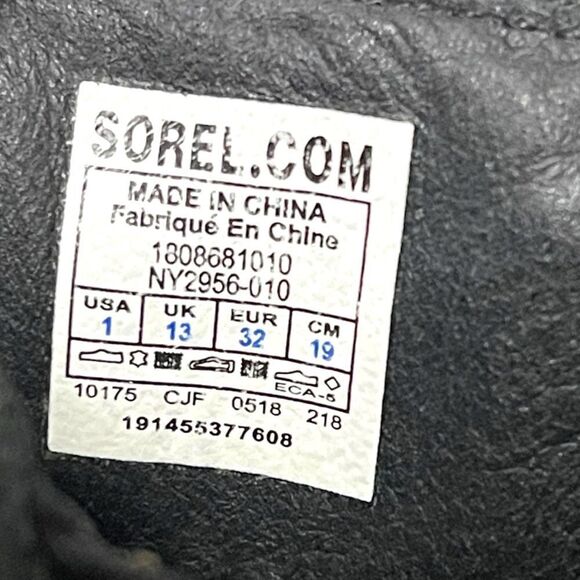 SOREL.COM
MADE IN CHINA
Fabriqué En Chine
1808681010
NY2956-010
USA UK EUR CM
1 13 32 19
ECA-5
10175 CJF 0518 218
191455377608